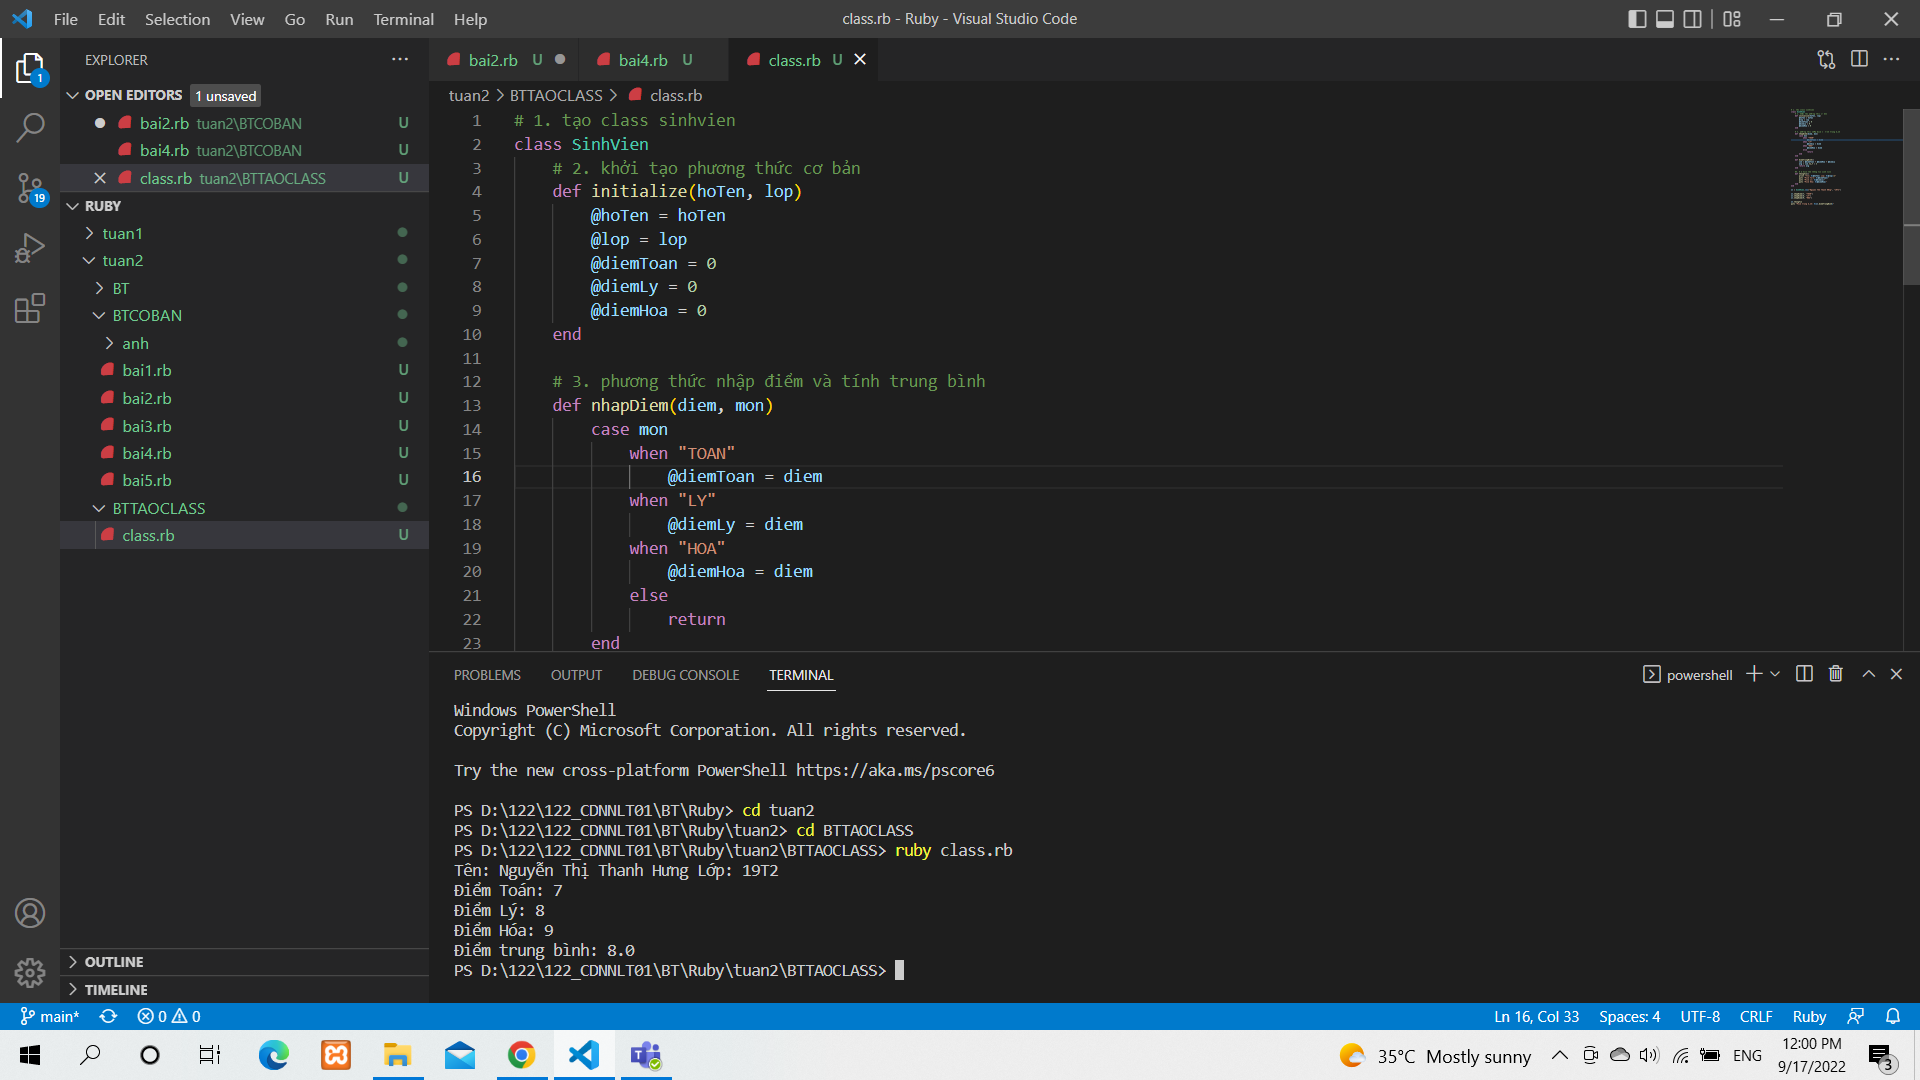 File Edit Selection View Go Run Terminal Help
class.rb - Ruby - Visual Studio Code
EXPLORER
OPEN EDITORS 1 unsaved
bai2.rb tuan2\BTCOBAN U
bai4.rb tuan2\BTCOBAN U
class.rb tuan2\BTTAOCLASS U
RUBY
tuan1
tuan2
BT
BTCOBAN
anh
bai1.rb U
bai2.rb U
bai3.rb U
bai4.rb U
bai5.rb U
BTTAOCLASS
class.rb U
OUTLINE
TIMELINE
1
19
bai2.rb U
bai4.rb U
class.rb U
tuan2 > BTTAOCLASS > class.rb
1 # 1. tạo class sinhvien
2 class SinhVien
3 # 2. khởi tạo phương thức cơ bản
4 def initialize(hoTen, lop)
5 @hoTen = hoTen
6 @lop = lop
7 @diemToan = 0
8 @diemLy = 0
9 @diemHoa = 0
10 end
11
12 # 3. phương thức nhập điểm và tính trung bình
13 def nhapDiem(diem, mon)
14 case mon
15 when "TOAN"
16 @diemToan = diem
17 when "LY"
18 @diemLy = diem
19 when "HOA"
20 @diemHoa = diem
21 else
22 return
23 end
PROBLEMS OUTPUT DEBUG CONSOLE TERMINAL
powershell
Windows PowerShell
Copyright (C) Microsoft Corporation. All rights reserved.
Try the new cross-platform PowerShell https://aka.ms/pscore6
PS D:\122\122_CDNNLT01\BT\Ruby> cd tuan2
PS D:\122\122_CDNNLT01\BT\Ruby\tuan2> cd BTTAOCLASS
PS D:\122\122_CDNNLT01\BT\Ruby\tuan2\BTTAOCLASS> ruby class.rb
Tên: Nguyễn Thị Thanh Hưng Lớp: 19T2
Điểm Toán: 7
Điểm Lý: 8
Điểm Hóa: 9
Điểm trung bình: 8.0
PS D:\122\122_CDNNLT01\BT\Ruby\tuan2\BTTAOCLASS>
main* 0 0
Ln 16, Col 33 Spaces: 4 UTF-8 CRLF Ruby
35°C Mostly sunny ENG
12:00 PM
9/17/2022
3